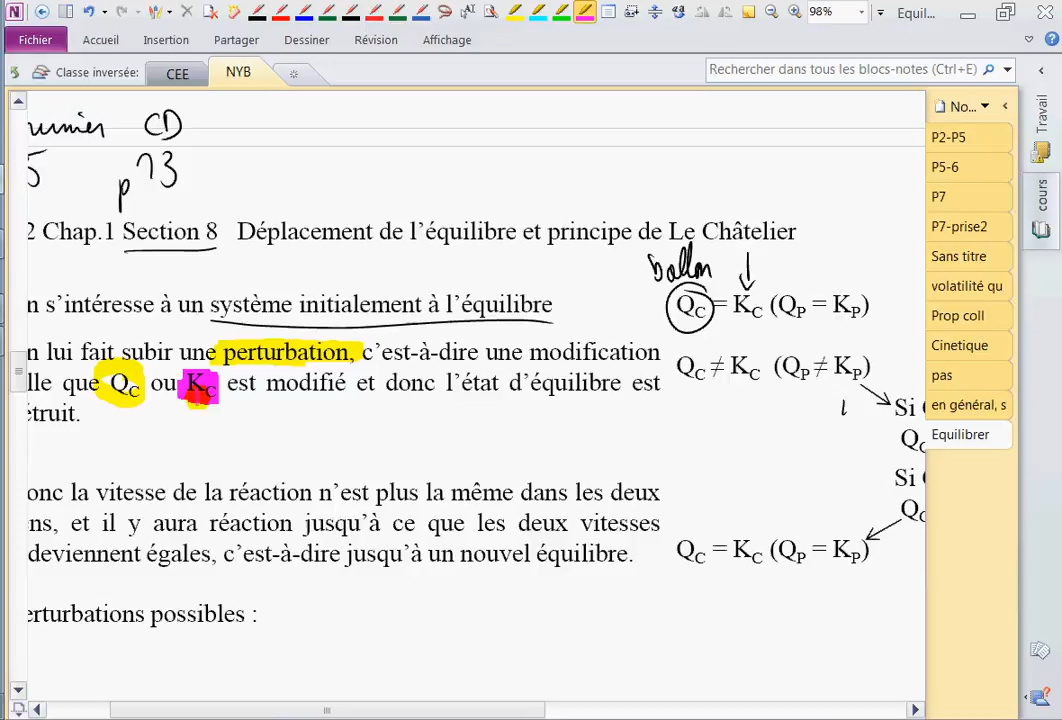 98%
Equil...
Fichier Accueil Insertion Partager Dessiner Révision Affichage
Classe inversée: CEE NYB
Rechercher dans tous les blocs-notes (Ctrl+E)
CD
5 p 73
2 Chap.1 Section 8 Déplacement de l'équilibre et principe de Le Châtelier
ballon
n s'intéresse à un système initialement à l'équilibre
QC = KC (QP = KP)
n lui fait subir une perturbation, c'est-à-dire une modification
lle que QC ou KC est modifié et donc l'état d'équilibre est
étruit.
QC ≠ KC (QP ≠ KP)
Si
QC
Si
QC
onc la vitesse de la réaction n'est plus la même dans les deux
ens, et il y aura réaction jusqu'à ce que les deux vitesses
deviennent égales, c'est-à-dire jusqu'à un nouvel équilibre.
QC = KC (QP = KP)
erturbations possibles :
No...
P2-P5
P5-6
P7
P7-prise2
Sans titre
volatilité qu
Prop coll
Cinetique
pas
en général, s
Equilibrer
Travail
cours